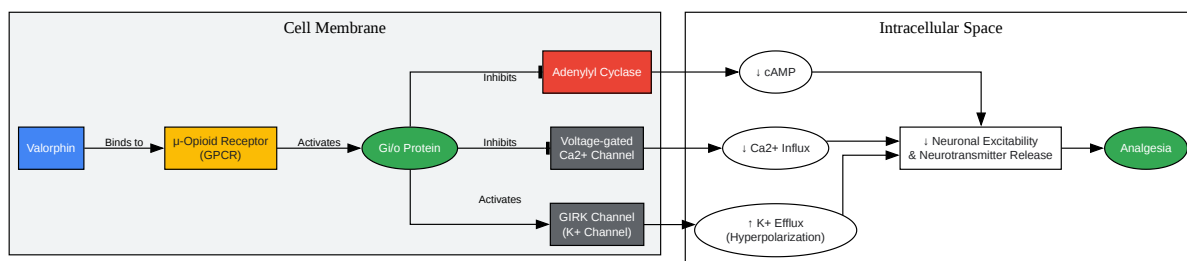 Cell Membrane
Intracellular Space
Valorphin
Binds to
μ-Opioid Receptor
(GPCR)
Activates
Gi/o Protein
Inhibits
Adenylyl Cyclase
↓ cAMP
Inhibits
Voltage-gated
Ca2+ Channel
↓ Ca2+ Influx
Activates
GIRK Channel
(K+ Channel)
↑ K+ Efflux
(Hyperpolarization)
↓ Neuronal Excitability
& Neurotransmitter Release
Analgesia